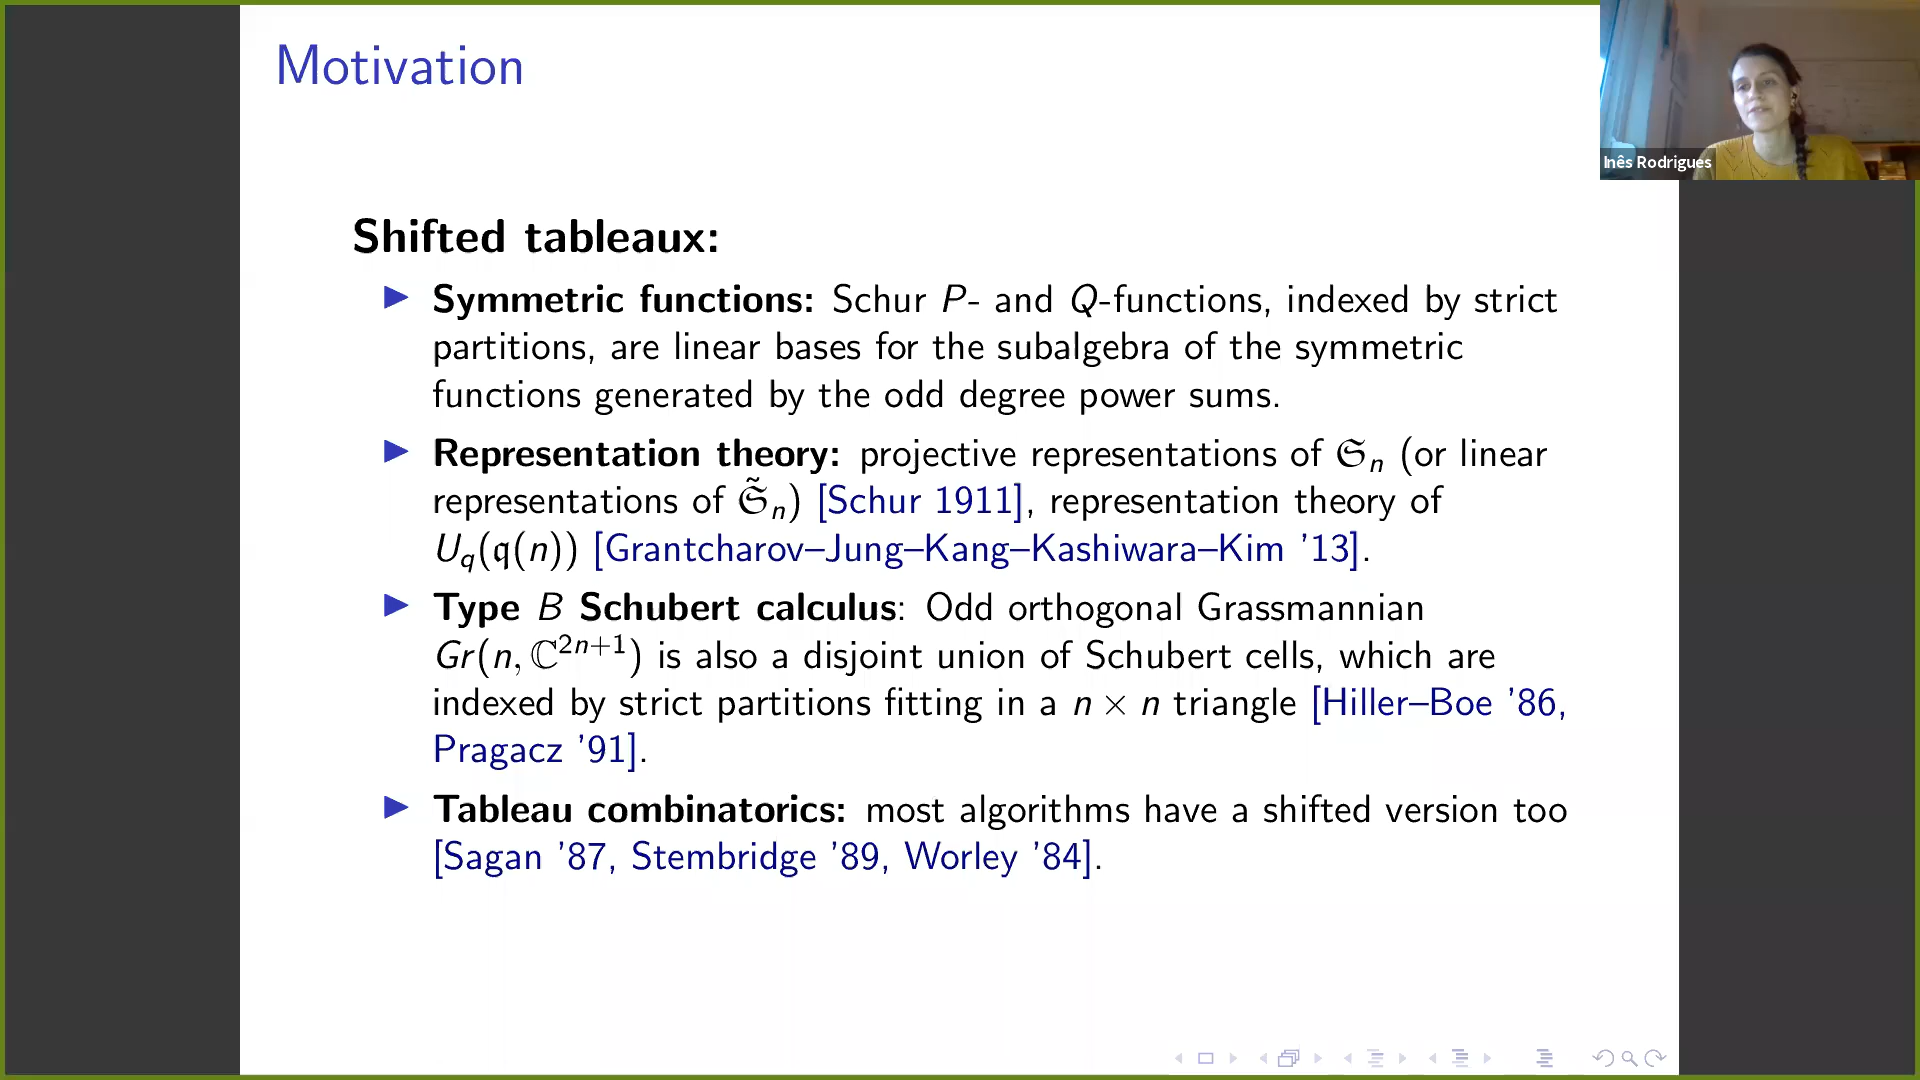 Motivation
Inês Rodrigues
Shifted tableaux:
Symmetric functions: Schur P- and Q-functions, indexed by strict
partitions, are linear bases for the subalgebra of the symmetric
functions generated by the odd degree power sums.
Representation theory: projective representations of 𝔖ₙ (or linear
representations of 𝔖̃ₙ) [Schur 1911], representation theory of
U_q(𝔮(n)) [Grantcharov–Jung–Kang–Kashiwara–Kim ’13].
Type B Schubert calculus: Odd orthogonal Grassmannian
Gr(n, ℂ²ⁿ⁺¹) is also a disjoint union of Schubert cells, which are
indexed by strict partitions fitting in a n × n triangle [Hiller–Boe ’86,
Pragacz ’91].
Tableau combinatorics: most algorithms have a shifted version too
[Sagan ’87, Stembridge ’89, Worley ’84].